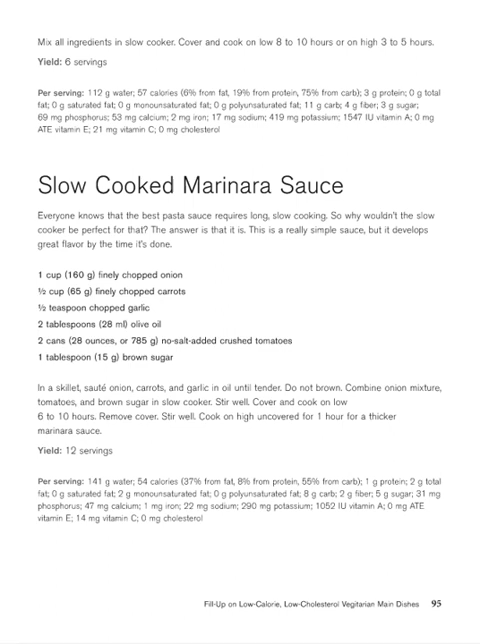 Mix all ingredients in slow cooker. Cover and cook on low 8 to 10 hours or on high 3 to 5 hours.
Yield: 6 servings
Per serving: 112 g water; 57 calories (6% from fat, 19% from protein, 75% from carb); 3 g protein; 0 g total
fat; 0 g saturated fat; 0 g monounsaturated fat; 0 g polyunsaturated fat; 11 g carb; 4 g fiber; 3 g sugar;
69 mg phosphorus; 53 mg calcium; 2 mg iron; 17 mg sodium; 419 mg potassium; 1547 IU vitamin A; 0 mg
ATE vitamin E; 21 mg vitamin C; 0 mg cholesterol
Slow Cooked Marinara Sauce
Everyone knows that the best pasta sauce requires long, slow cooking. So why wouldn't the slow
cooker be perfect for that? The answer is that it is. This is a really simple sauce, but it develops
great flavor by the time it's done.
1 cup (160 g) finely chopped onion
½ cup (65 g) finely chopped carrots
½ teaspoon chopped garlic
2 tablespoons (28 ml) olive oil
2 cans (28 ounces, or 785 g) no-salt-added crushed tomatoes
1 tablespoon (15 g) brown sugar
In a skillet, sauté onion, carrots, and garlic in oil until tender. Do not brown. Combine onion mixture,
tomatoes, and brown sugar in slow cooker. Stir well. Cover and cook on low
6 to 10 hours. Remove cover. Stir well. Cook on high uncovered for 1 hour for a thicker
marinara sauce.
Yield: 12 servings
Per serving: 141 g water; 54 calories (37% from fat, 8% from protein, 55% from carb); 1 g protein; 2 g total
fat; 0 g saturated fat; 2 g monounsaturated fat; 0 g polyunsaturated fat; 8 g carb; 2 g fiber; 5 g sugar; 31 mg
phosphorus; 47 mg calcium; 1 mg iron; 22 mg sodium; 290 mg potassium; 1052 IU vitamin A; 0 mg ATE
vitamin E; 14 mg vitamin C; 0 mg cholesterol
Fill-Up on Low-Calorie, Low-Cholesterol Vegitarian Main Dishes 95